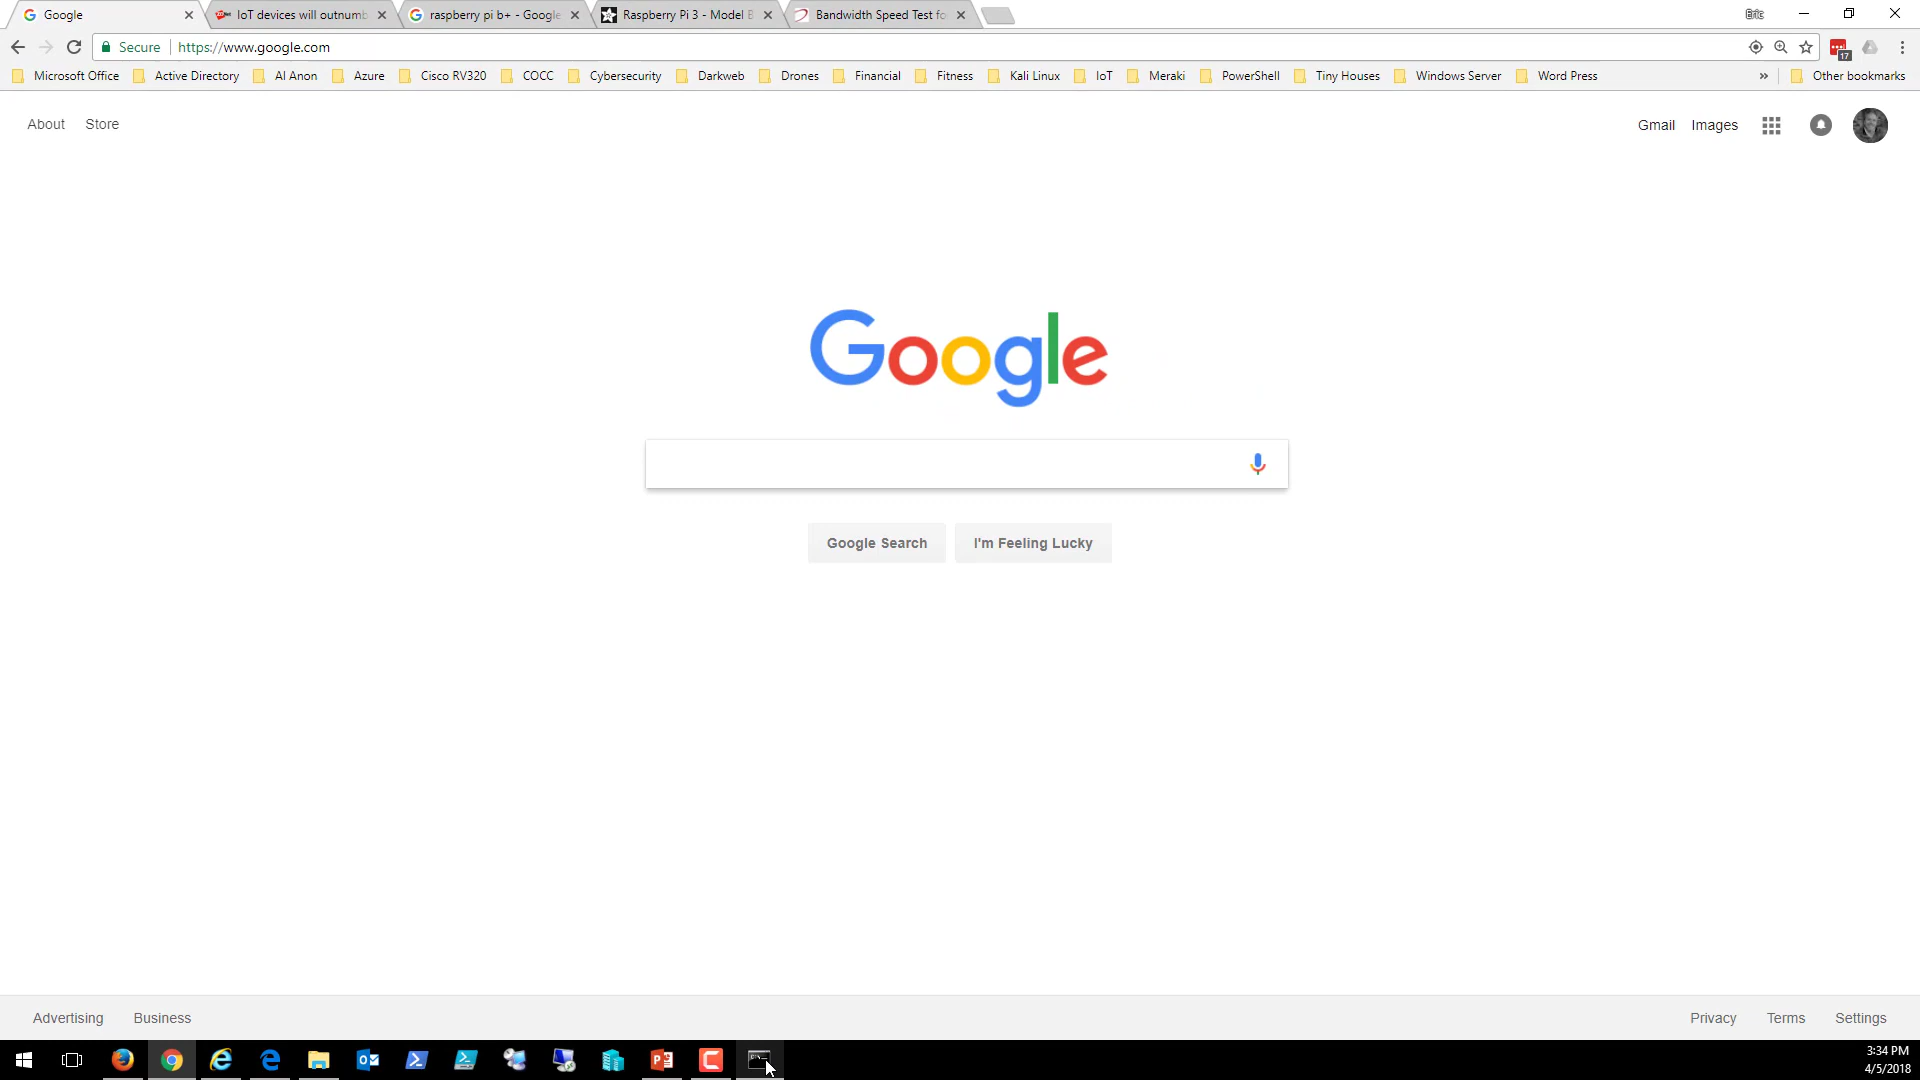 Google
IoT devices will outnumb
raspberry pi b+ - Google
Raspberry Pi 3 - Model B
Bandwidth Speed Test fo
Eric
Secure
https://www.google.com
17
Microsoft Office
Active Directory
Al Anon
Azure
Cisco RV320
COCC
Cybersecurity
Darkweb
Drones
Financial
Fitness
Kali Linux
IoT
Meraki
PowerShell
Tiny Houses
Windows Server
Word Press
»
Other bookmarks
About
Store
Gmail
Images
Google
Google Search
I'm Feeling Lucky
Advertising
Business
Privacy
Terms
Settings
3:34 PM
4/5/2018